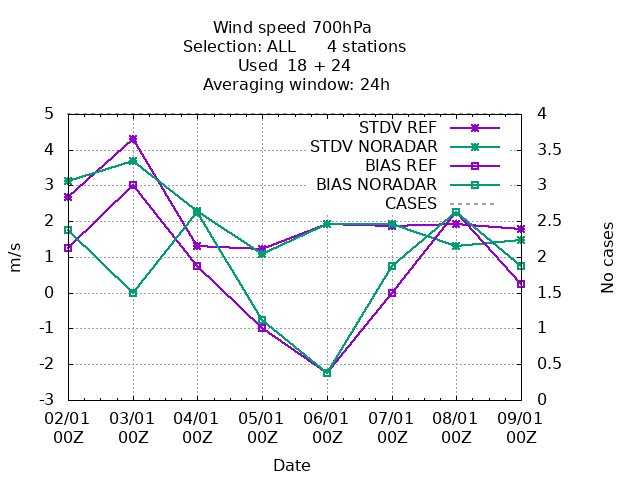 Wind speed 700hPa
Selection: ALL      4 stations
Used  18 + 24
Averaging window: 24h
5
4
3
2
1
0
-1
-2
-3
m/s
STDV REF
STDV NORADAR
BIAS REF
BIAS NORADAR
CASES
4
3.5
3
2.5
2
1.5
1
0.5
0
No cases
02/01 03/01 04/01 05/01 06/01 07/01 08/01 09/01
00Z 00Z 00Z 00Z 00Z 00Z 00Z 00Z
Date